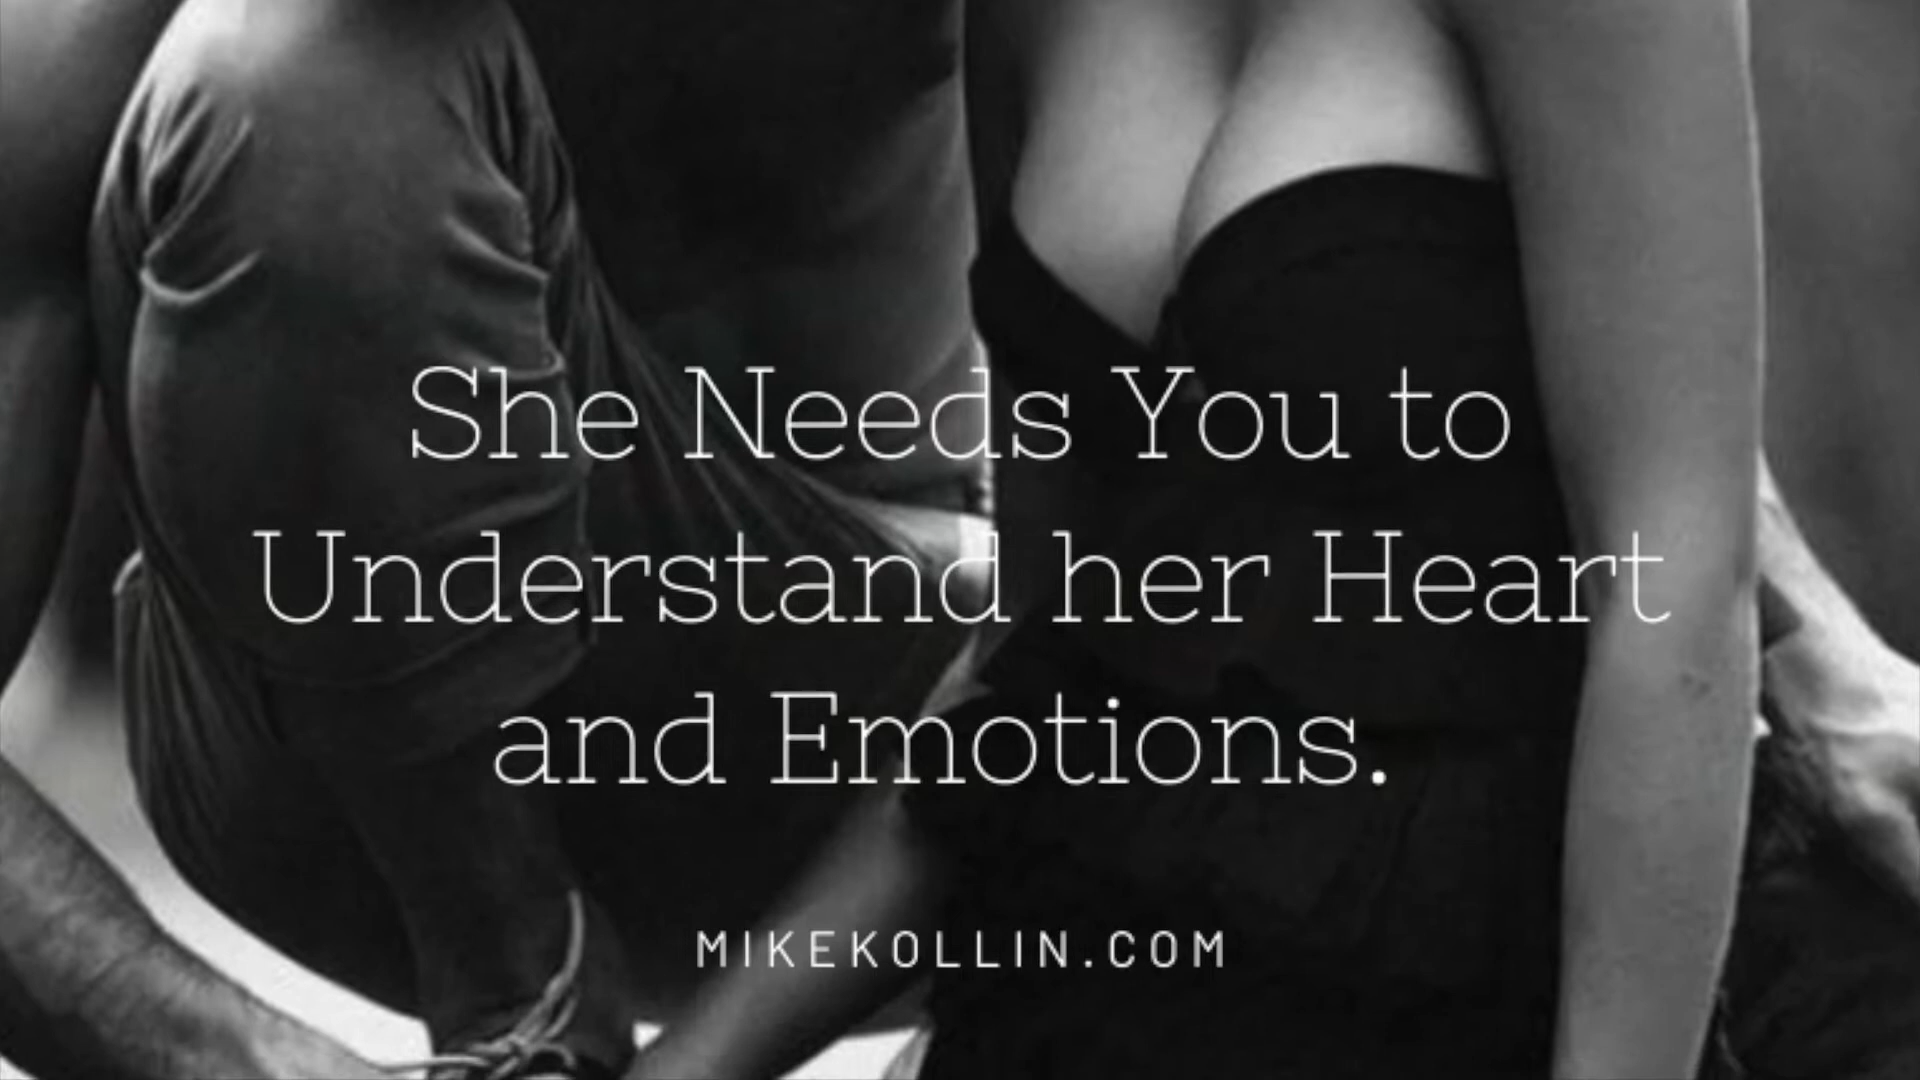 She Needs You to
Understand her Heart
and Emotions.
MIKEKOLLIN.COM